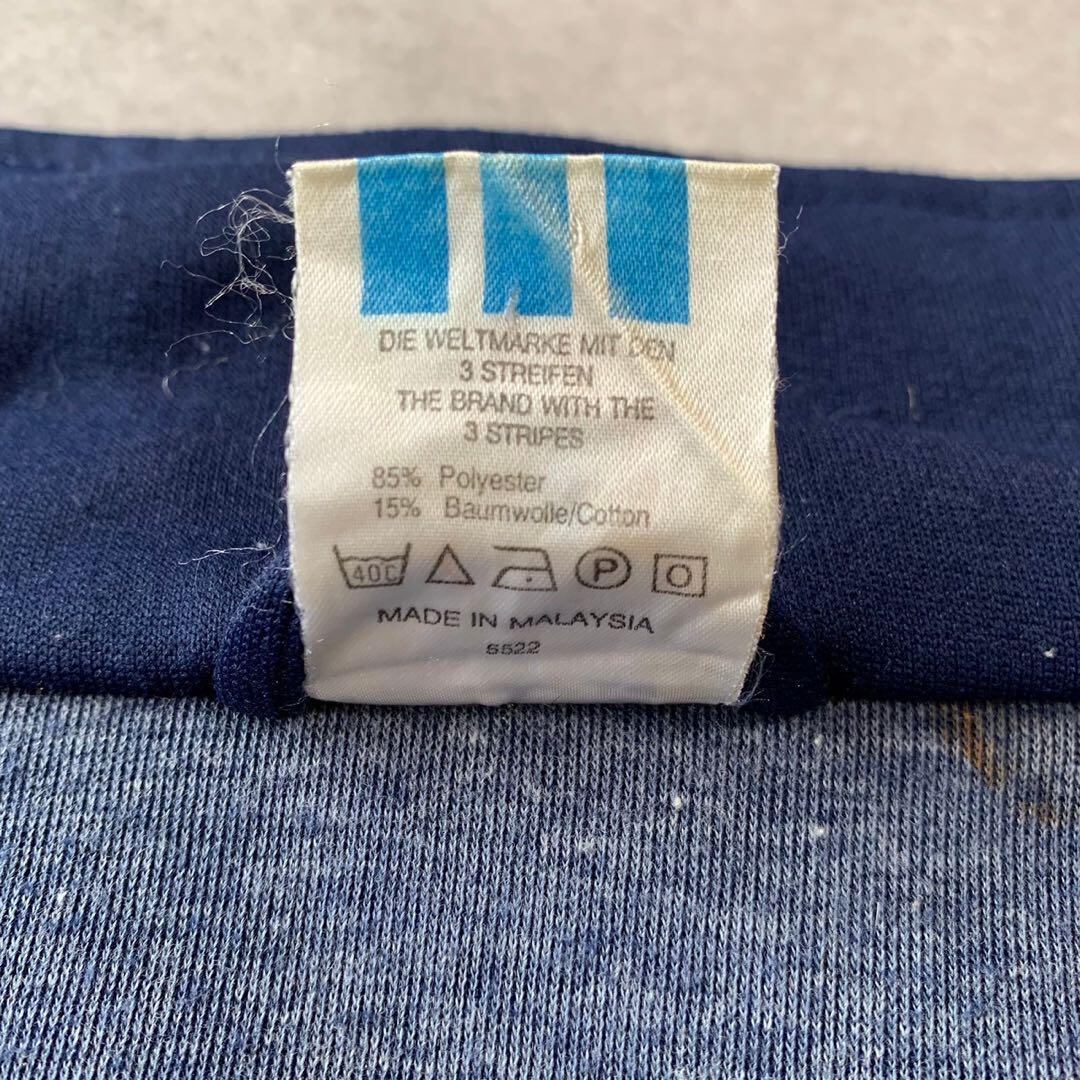 DIE WELTMARKE MIT DEN
3 STREIFEN
THE BRAND WITH THE
3 STRIPES
85% Polyester
15% Baumwolle/Cotton
40C P
MADE IN MALAYSIA
5522